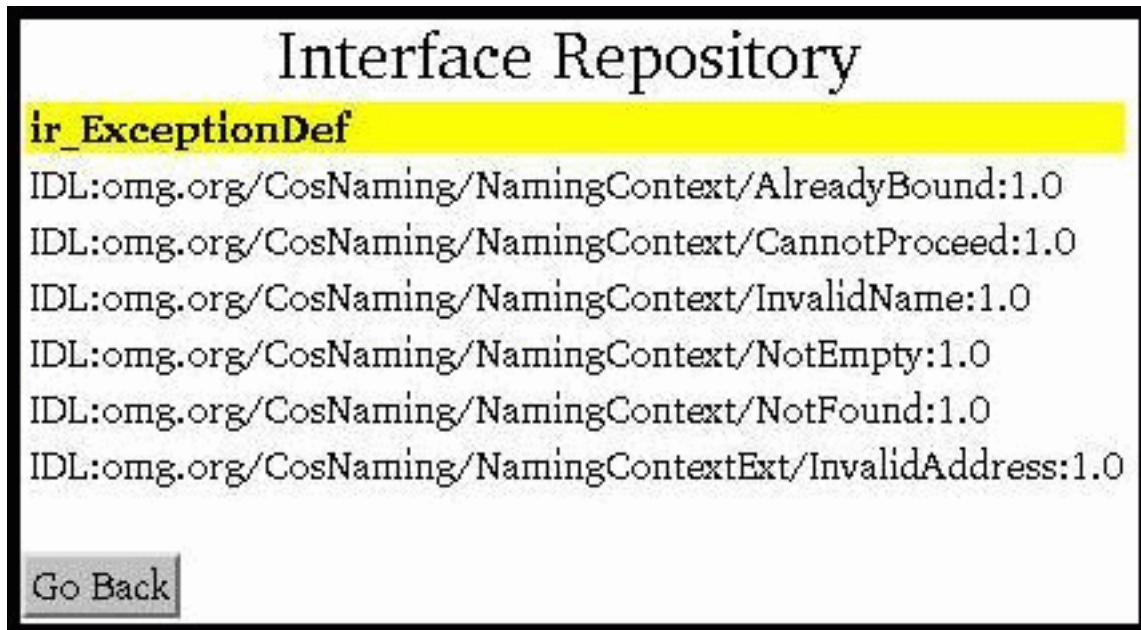 Interface Repository
ir_ExceptionDef
IDL:omg.org/CosNaming/NamingContext/AlreadyBound:1.0
IDL:omg.org/CosNaming/NamingContext/CannotProceed:1.0
IDL:omg.org/CosNaming/NamingContext/InvalidName:1.0
IDL:omg.org/CosNaming/NamingContext/NotEmpty:1.0
IDL:omg.org/CosNaming/NamingContext/NotFound:1.0
IDL:omg.org/CosNaming/NamingContextExt/InvalidAddress:1.0
Go Back